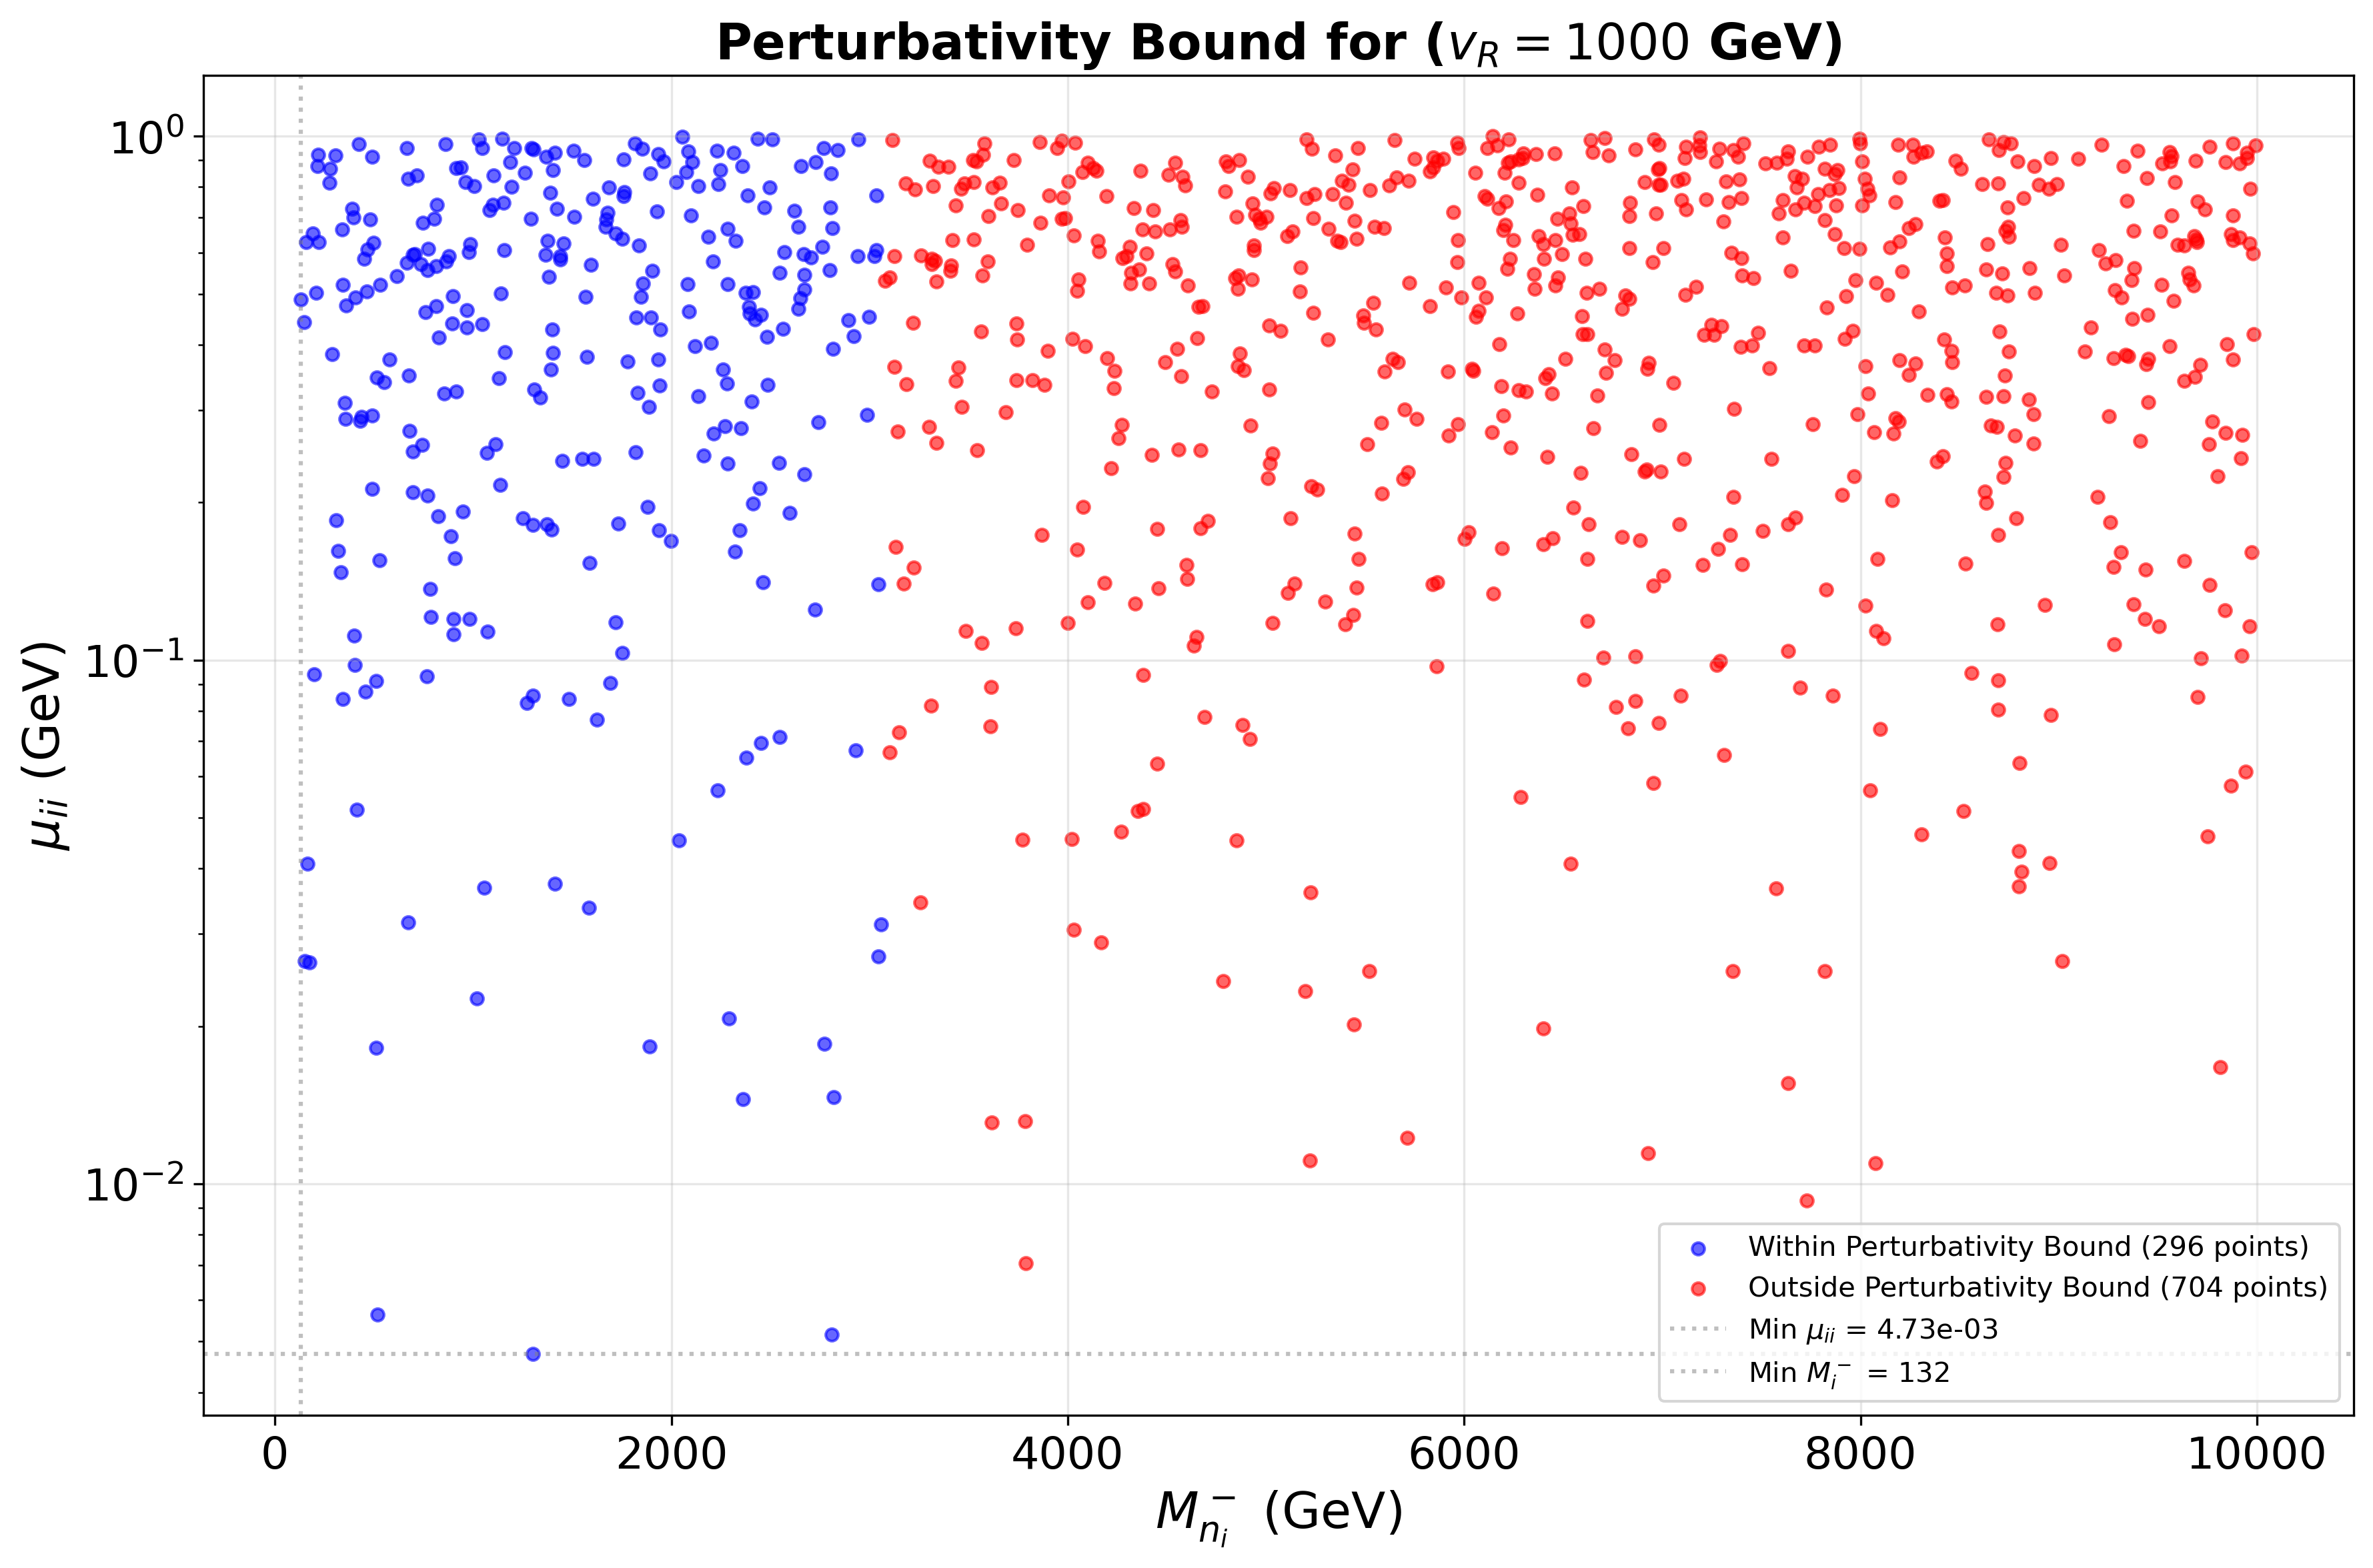 Perturbativity Bound for (v_R = 1000 GeV)
10^0
10^-1
10^-2
μ_ii (GeV)
Within Perturbativity Bound (296 points)
Outside Perturbativity Bound (704 points)
Min μ_ii = 4.73e-03
Min M_i^- = 132
0 2000 4000 6000 8000 10000
M_{n_i}^- (GeV)